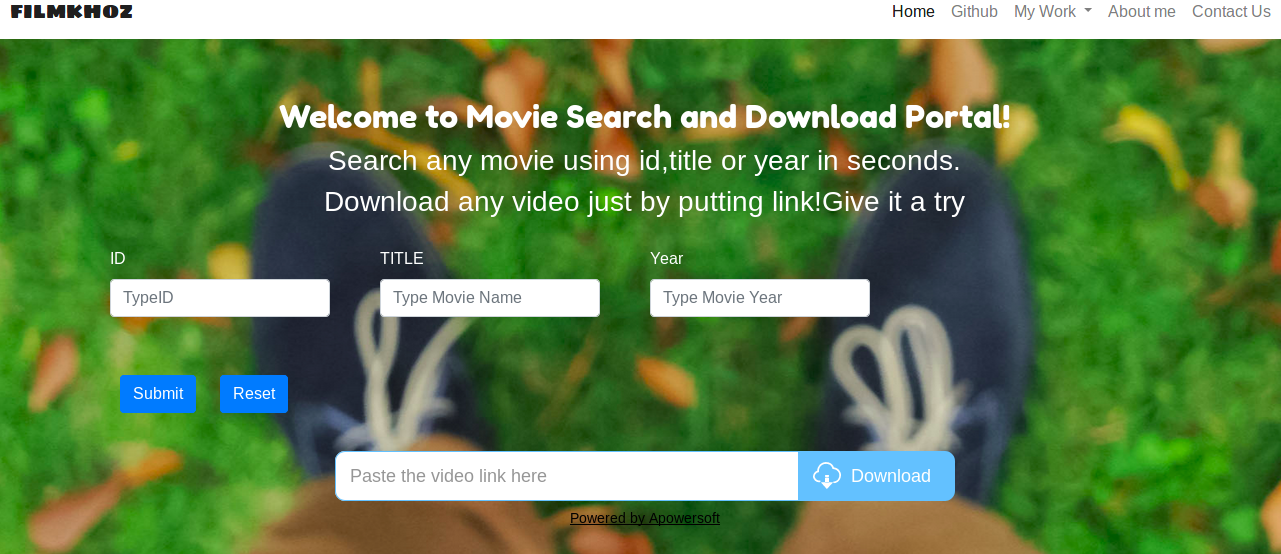 FILMKHOZ Home Github My Work About me Contact Us
Welcome to Movie Search and Download Portal!
Search any movie using id,title or year in seconds.
Download any video just by putting link!Give it a try
ID TITLE Year
TypeID Type Movie Name Type Movie Year
Submit Reset
Paste the video link here Download
Powered by Apowersoft